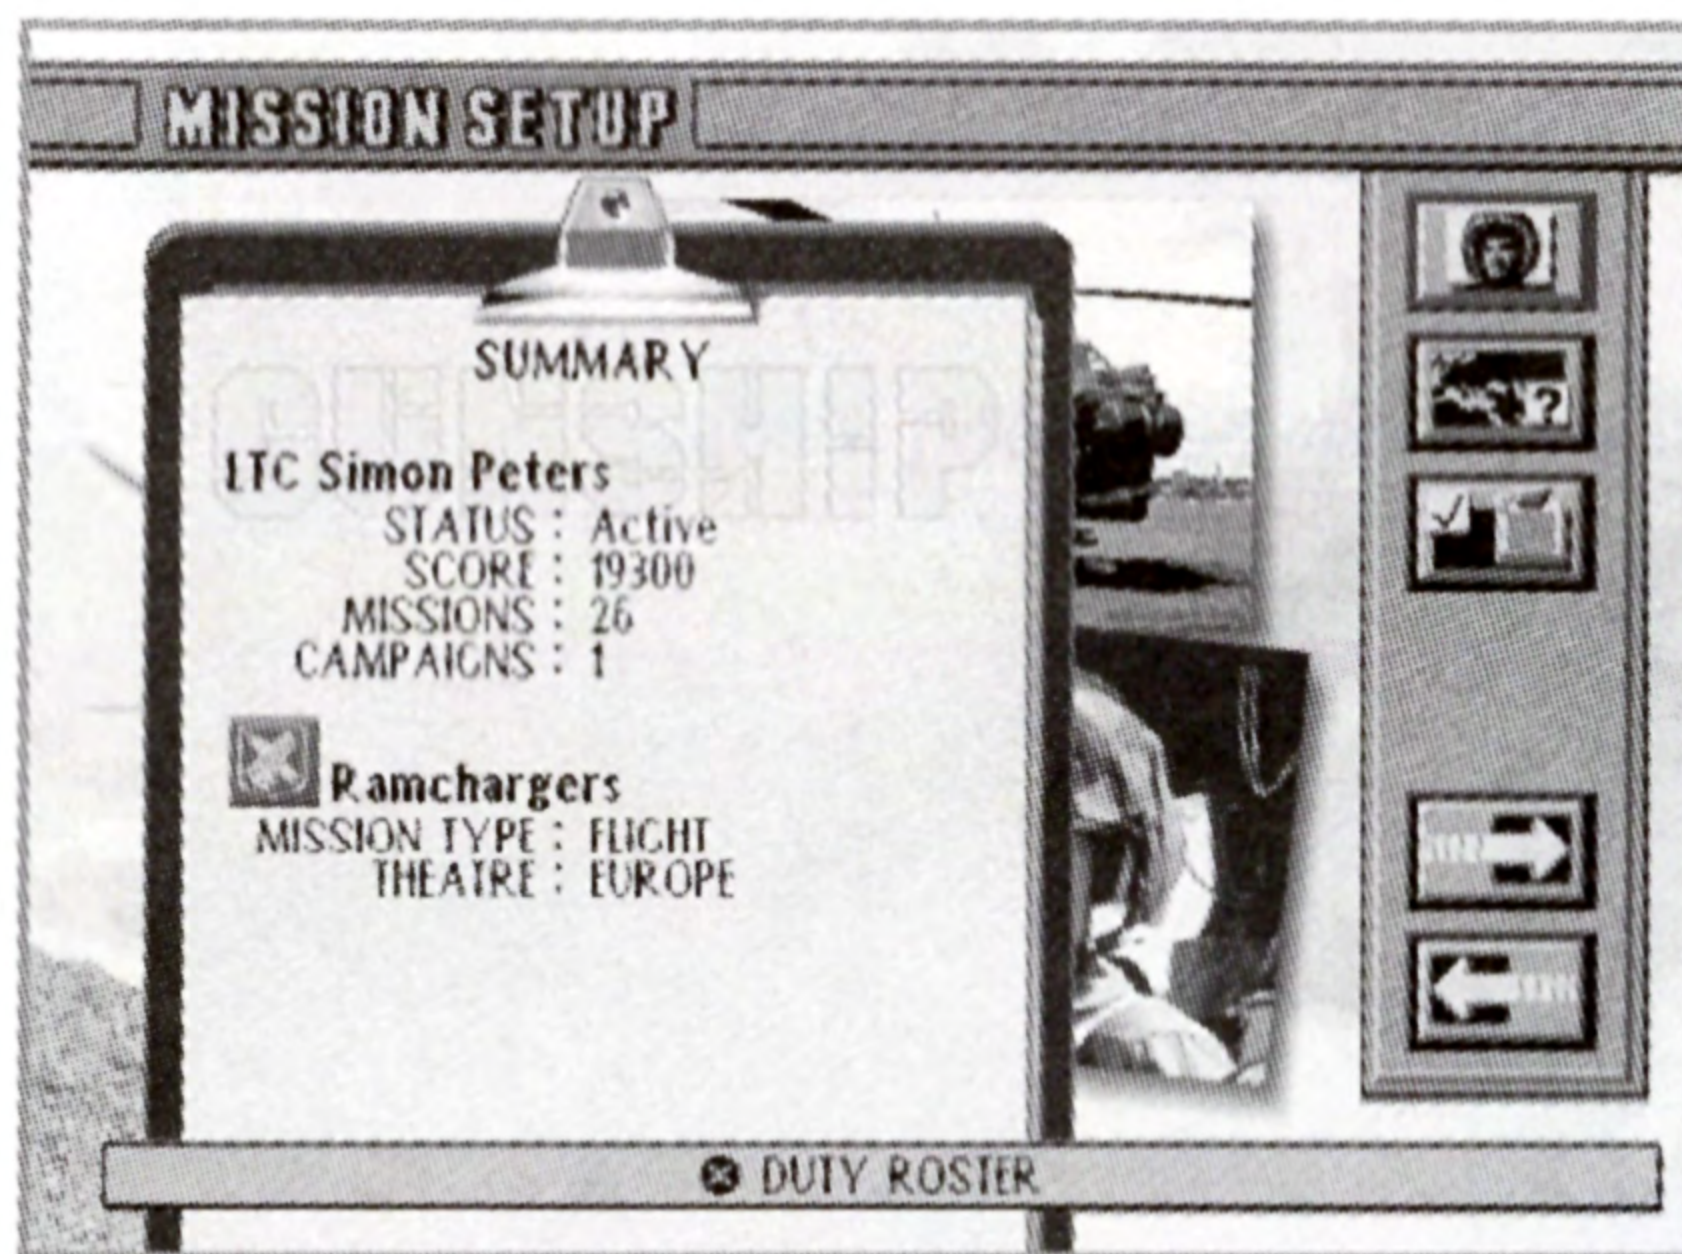 MISSION SETUP
SUMMARY
GUNSHIP
LTC Simon Peters
STATUS : Active
SCORE : 19300
MISSIONS : 26
CAMPAIGNS : 1
Ramchargers
MISSION TYPE : FLIGHT
THEATRE : EUROPE
?
DUTY ROSTER